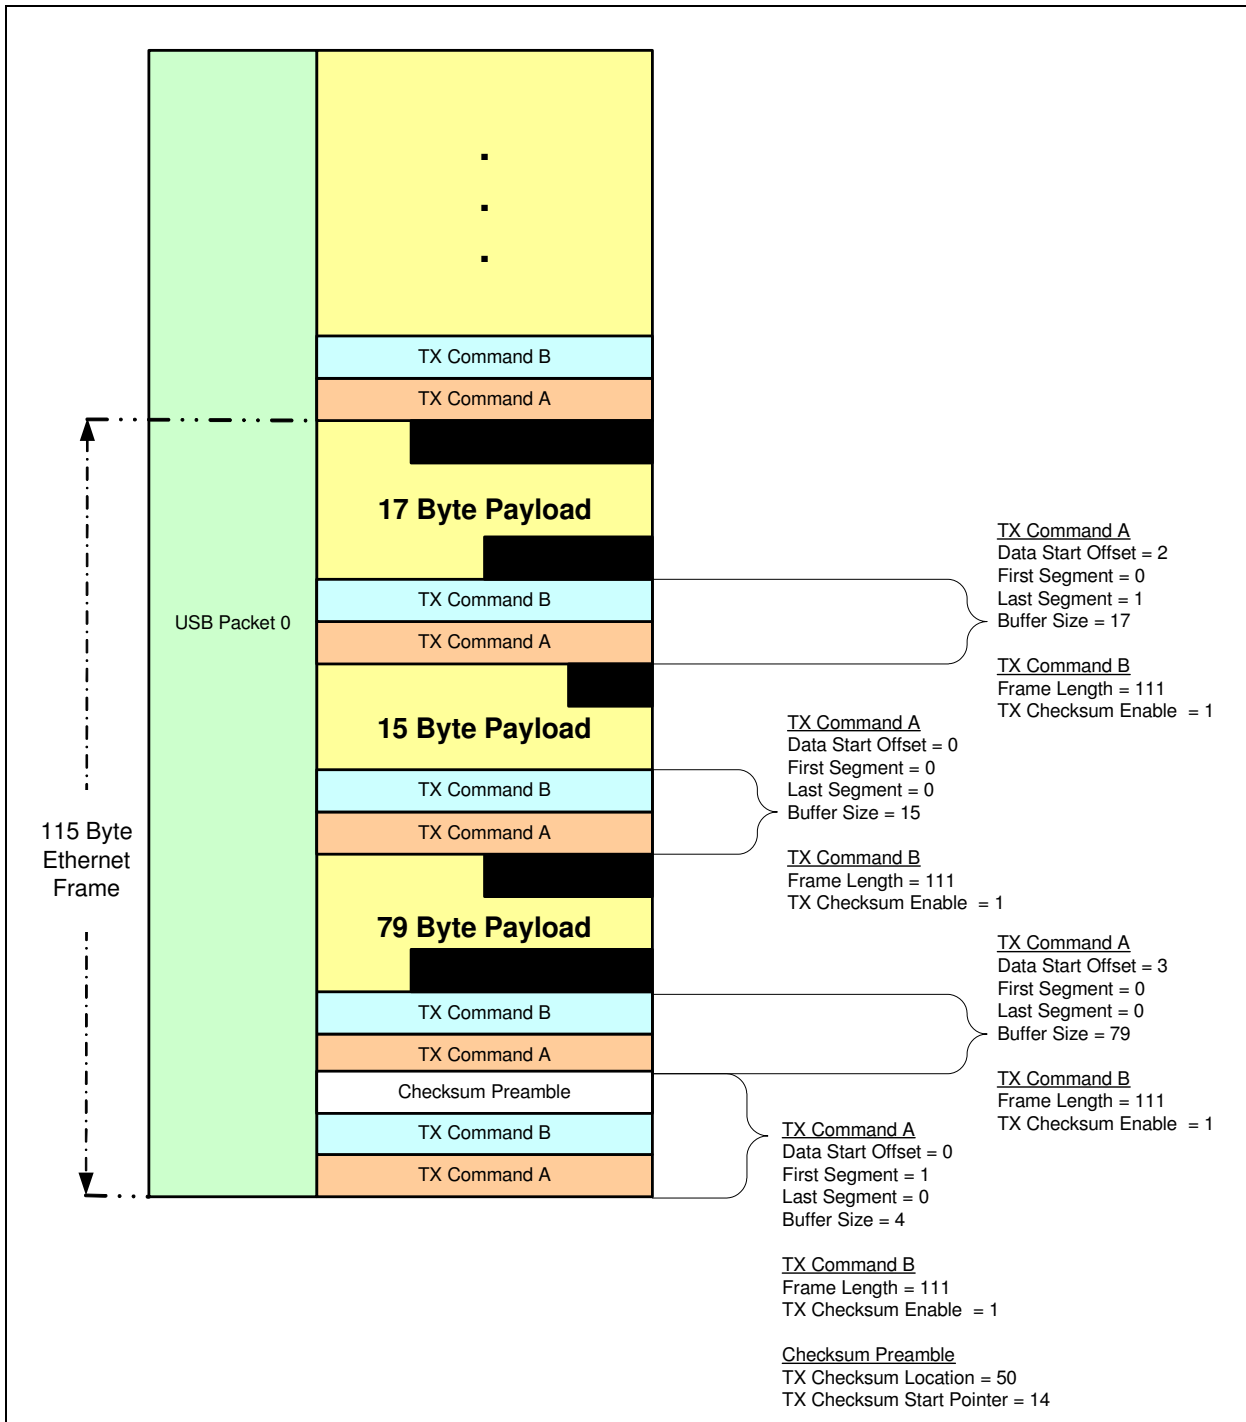 TX Command B
TX Command A
17 Byte Payload
TX Command B
USB Packet 0
TX Command A
15 Byte Payload
TX Command B
TX Command A
115 Byte
Ethernet
Frame
79 Byte Payload
TX Command B
TX Command A
Checksum Preamble
TX Command B
TX Command A
TX Command A
Data Start Offset = 2
First Segment = 0
Last Segment = 1
Buffer Size = 17
TX Command B
Frame Length = 111
TX Checksum Enable = 1
TX Command A
Data Start Offset = 0
First Segment = 0
Last Segment = 0
Buffer Size = 15
TX Command B
Frame Length = 111
TX Checksum Enable = 1
TX Command A
Data Start Offset = 3
First Segment = 0
Last Segment = 0
Buffer Size = 79
TX Command B
Frame Length = 111
TX Checksum Enable = 1
TX Command A
Data Start Offset = 0
First Segment = 1
Last Segment = 0
Buffer Size = 4
TX Command B
Frame Length = 111
TX Checksum Enable = 1
Checksum Preamble
TX Checksum Location = 50
TX Checksum Start Pointer = 14